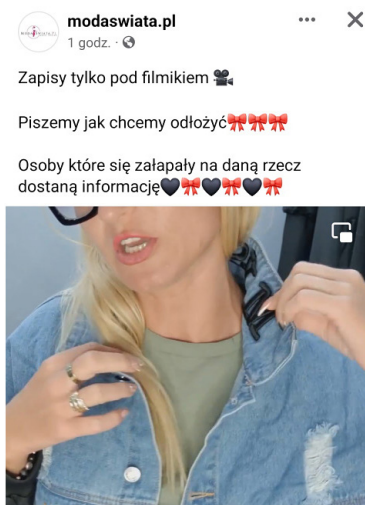 modaswiata.pl
1 godz. ·
Zapisy tylko pod filmikiem 🎥
Piszemy jak chcemy odłożyć🎀🎀🎀
Osoby które się załapały na daną rzecz
dostaną informację🖤🎀🖤🎀🖤🎀